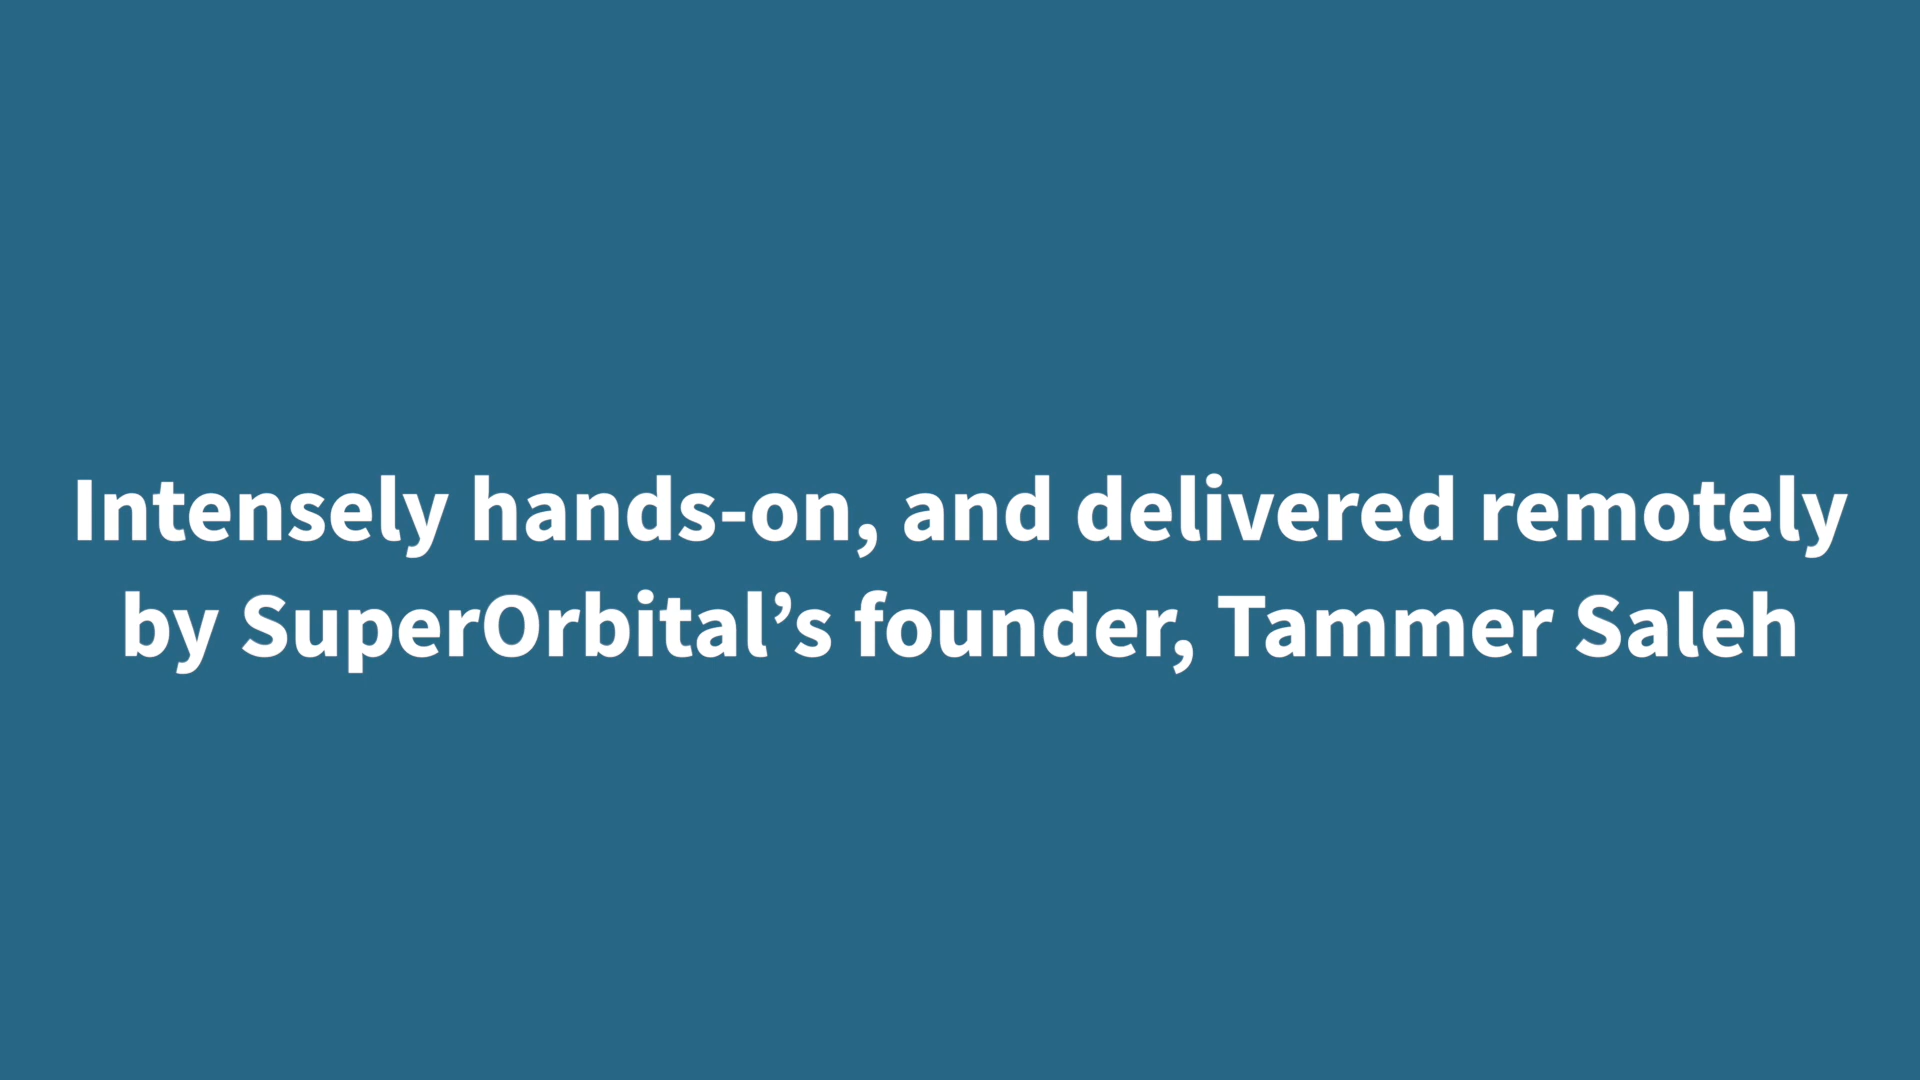 Intensely hands-on, and delivered remotely
by SuperOrbital’s founder, Tammer Saleh